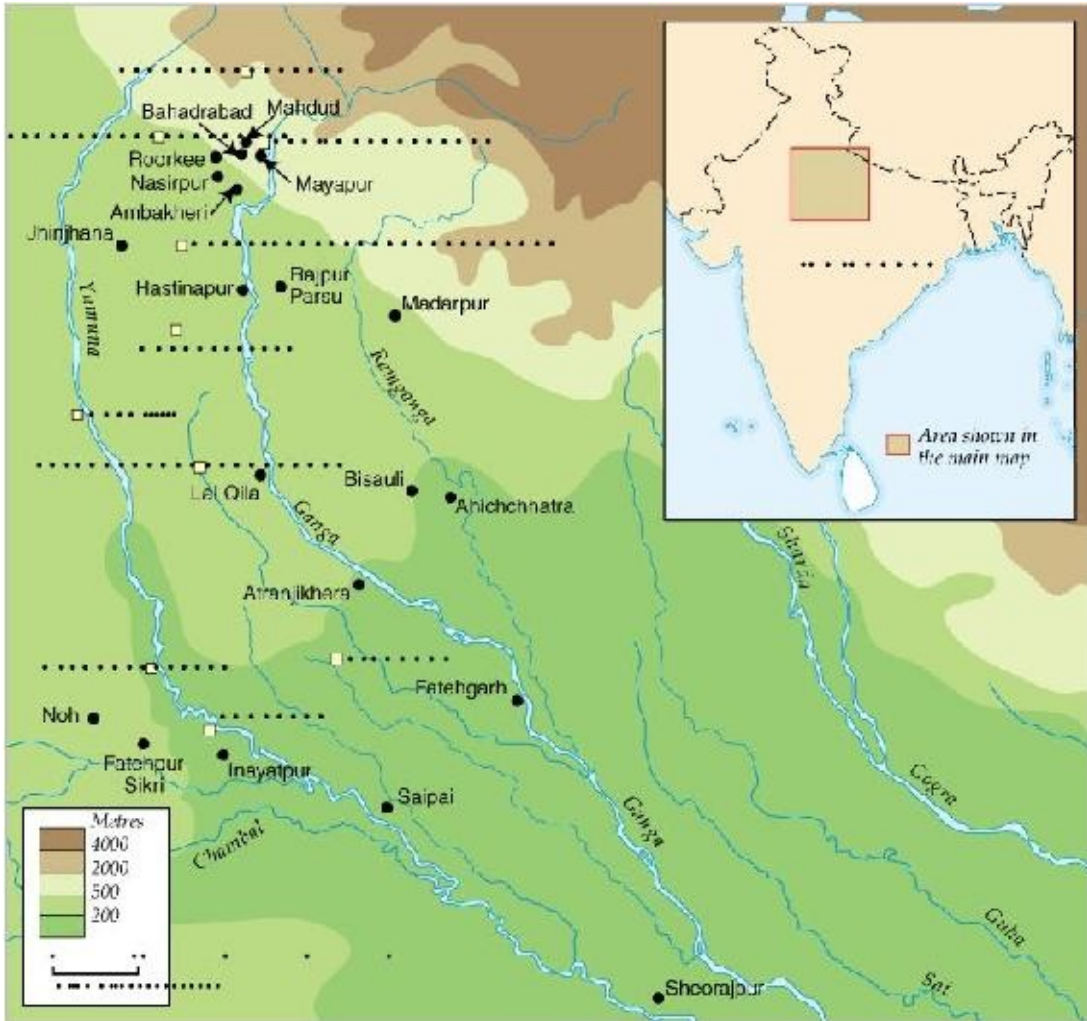 Bahadrabad
Mahdud
Roorkee
Nasirpur
Mayapur
Ambakheri
Jhinjhana
Hastinapur
Rajpur
Parsu
Madarpur
Yamuna
Ramganga
Area shown in
the main map
Lal Qila
Bisauli
Ahichchhatra
Ganga
Sharda
Atranjikhera
Fatehgarh
Noh
Fatehpur
Sikri
Inayatpur
Saipai
Gogra
Ganga
Chambal
Metres
4000
2000
500
200
Sai
Sheorajpur